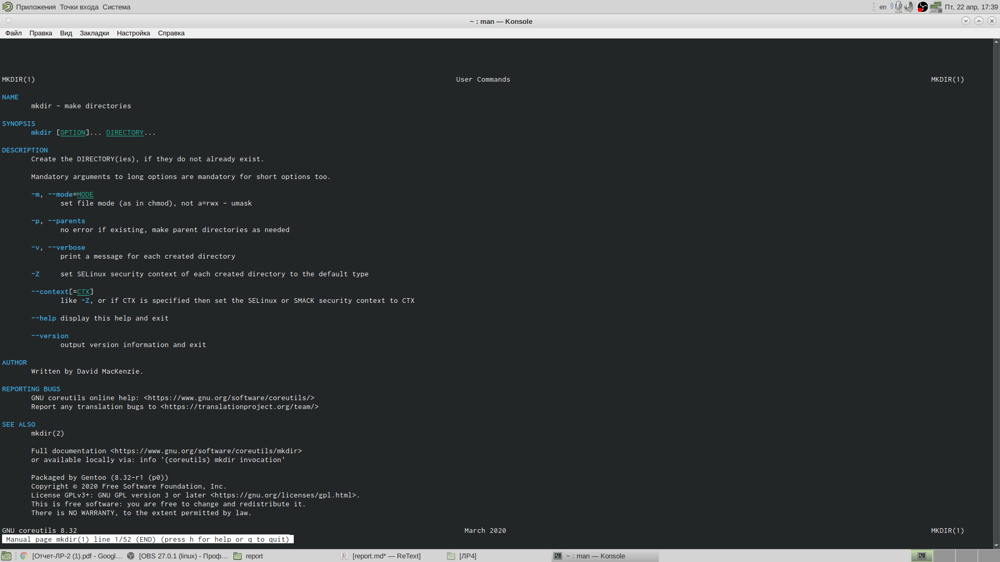 Приложения Точки входа Система en Пт, 22 апр, 17:39
~ : man — Konsole
Файл Правка Вид Закладки Настройка Справка
MKDIR(1) User Commands MKDIR(1)
NAME
mkdir - make directories
SYNOPSIS
mkdir [OPTION]... DIRECTORY...
DESCRIPTION
Create the DIRECTORY(ies), if they do not already exist.
Mandatory arguments to long options are mandatory for short options too.
-m, --mode=MODE
set file mode (as in chmod), not a=rwx - umask
-p, --parents
no error if existing, make parent directories as needed
-v, --verbose
print a message for each created directory
-Z set SELinux security context of each created directory to the default type
--context[=CTX]
like -Z, or if CTX is specified then set the SELinux or SMACK security context to CTX
--help display this help and exit
--version
output version information and exit
AUTHOR
Written by David MacKenzie.
REPORTING BUGS
GNU coreutils online help: <https://www.gnu.org/software/coreutils/>
Report any translation bugs to <https://translationproject.org/team/>
SEE ALSO
mkdir(2)
Full documentation <https://www.gnu.org/software/coreutils/mkdir>
or available locally via: info '(coreutils) mkdir invocation'
Packaged by Gentoo (8.32-r1 (p0))
Copyright © 2020 Free Software Foundation, Inc.
License GPLv3+: GNU GPL version 3 or later <https://gnu.org/licenses/gpl.html>.
This is free software: you are free to change and redistribute it.
There is NO WARRANTY, to the extent permitted by law.
GNU coreutils 8.32 March 2020 MKDIR(1)
Manual page mkdir(1) line 1/52 (END) (press h for help or q to quit)
[Отчет-ЛР-2 (1).pdf - Googl… [OBS 27.0.1 (linux) - Проф… report [report.md* — ReText] [ЛР4] ~ : man — Konsole